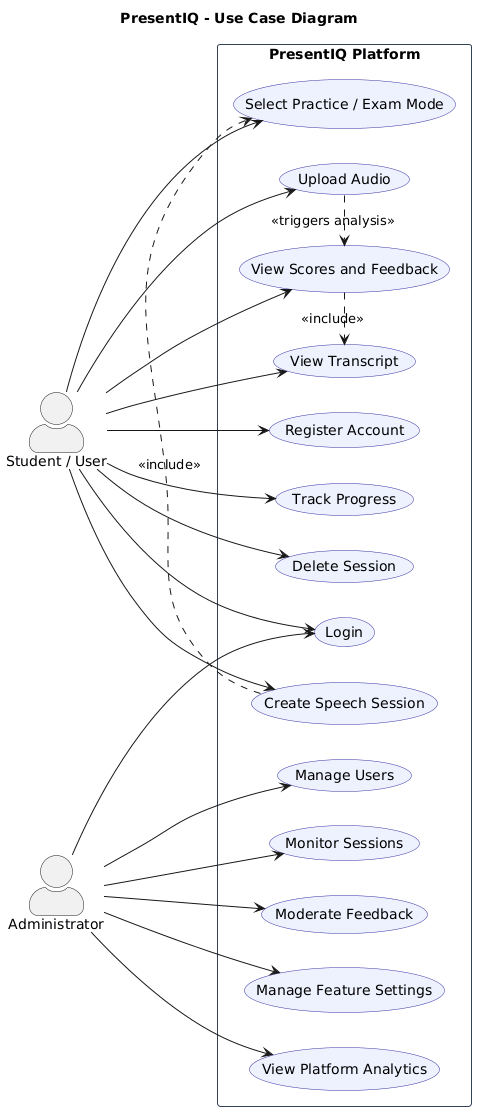 PresentIQ - Use Case Diagram
PresentIQ Platform
Select Practice / Exam Mode
Upload Audio
«triggers analysis»
View Scores and Feedback
«include»
View Transcript
Student / User
Register Account
«include»
Track Progress
Delete Session
Login
Create Speech Session
Manage Users
Monitor Sessions
Administrator
Moderate Feedback
Manage Feature Settings
View Platform Analytics